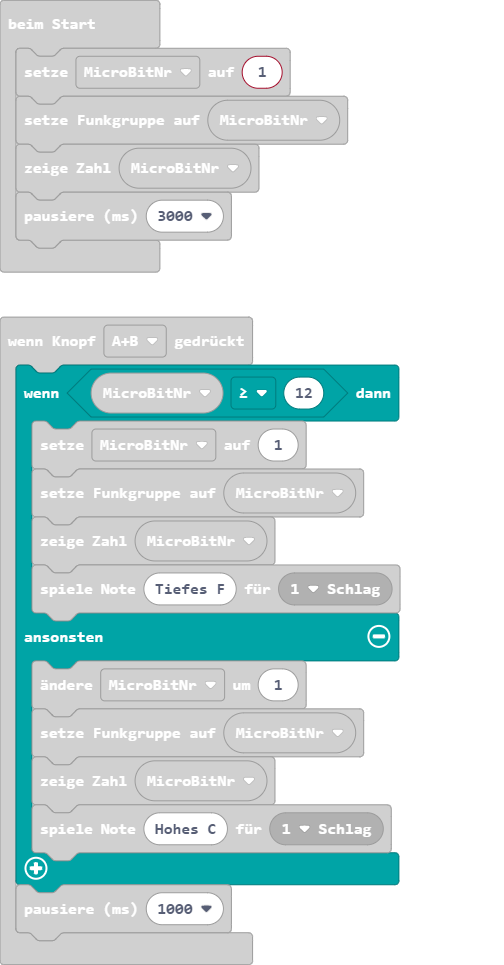 beim Start
setze MicroBitNr auf 1
setze Funkgruppe auf MicroBitNr
zeige Zahl MicroBitNr
pausiere (ms) 3000
wenn Knopf A+B gedrückt
wenn MicroBitNr ≥ 12 dann
setze MicroBitNr auf 1
setze Funkgruppe auf MicroBitNr
zeige Zahl MicroBitNr
spiele Note Tiefes F für 1 Schlag
ansonsten
ändere MicroBitNr um 1
setze Funkgruppe auf MicroBitNr
zeige Zahl MicroBitNr
spiele Note Hohes C für 1 Schlag
pausiere (ms) 1000